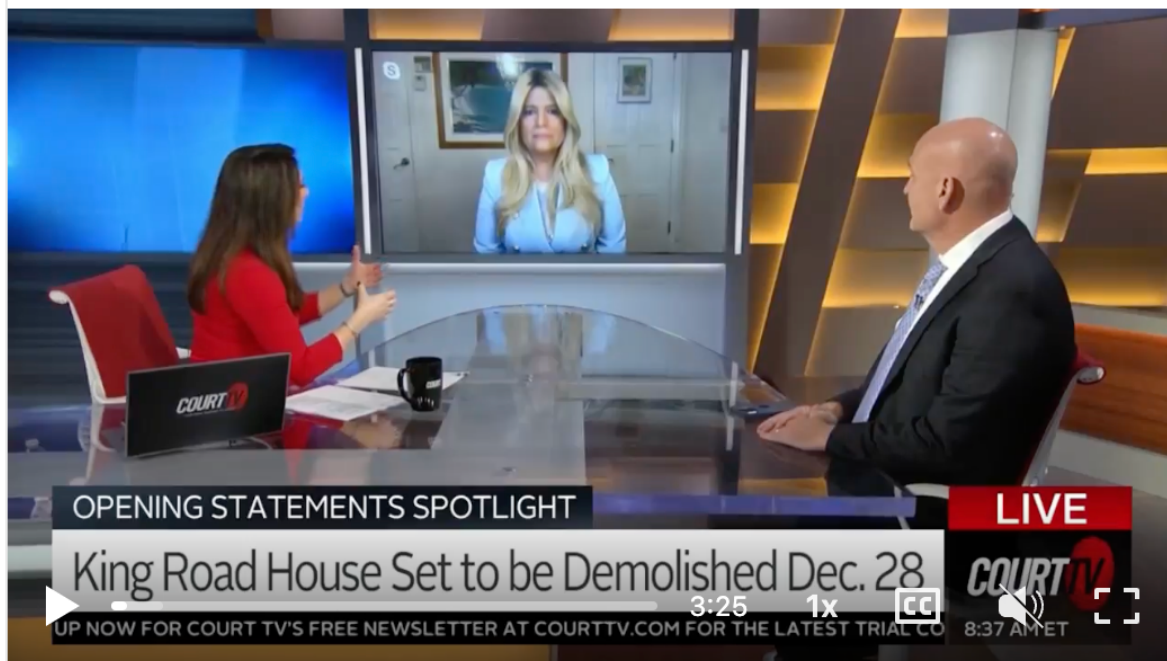 S
COURT TV
COURT
OPENING STATEMENTS SPOTLIGHT
LIVE
King Road House Set to be Demolished Dec. 28
COURT TV
3:25
1x
CC
UP NOW FOR COURT TV'S FREE NEWSLETTER AT COURTTV.COM FOR THE LATEST TRIAL CO
8:37 AM ET